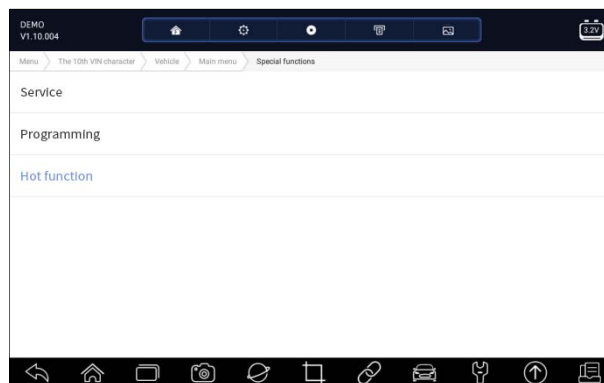 DEMO
V1.10.004
3.2V
Menu The 10th VIN character Vehicle Main menu Special functions
Service
Programming
Hot function